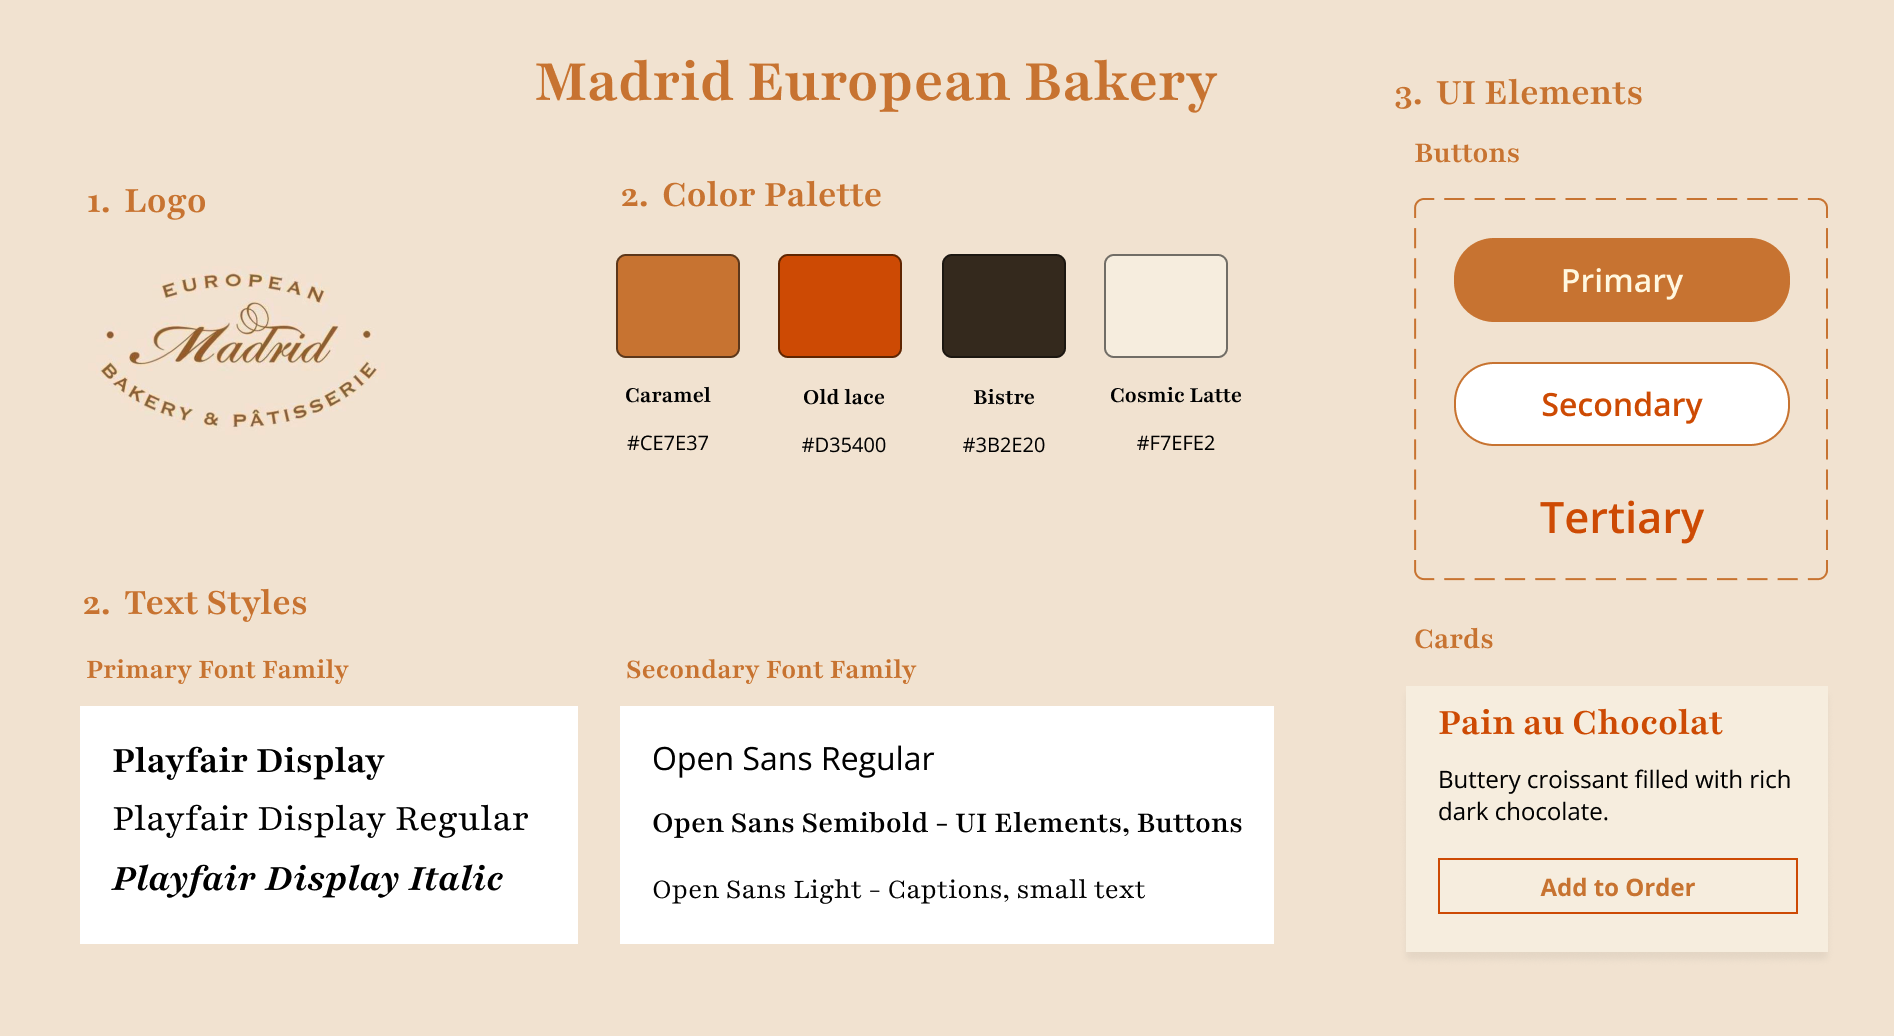 Madrid European Bakery
1. Logo
EUROPEAN
Madrid
BAKERY & PÂTISSERIE
2. Color Palette
Caramel
#CE7E37
Old lace
#D35400
Bistre
#3B2E20
Cosmic Latte
#F7EFE2
2. Text Styles
Primary Font Family
Playfair Display
Playfair Display Regular
Playfair Display Italic
Secondary Font Family
Open Sans Regular
Open Sans Semibold - UI Elements, Buttons
Open Sans Light - Captions, small text
3. UI Elements
Buttons
Primary
Secondary
Tertiary
Cards
Pain au Chocolat
Buttery croissant filled with rich
dark chocolate.
Add to Order